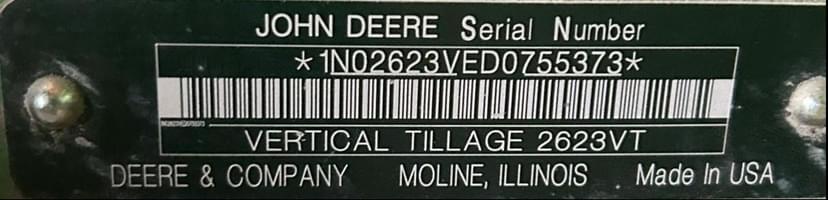 JOHN DEERE Serial Number
*1N02623VED0755373*
VERTICAL TILLAGE 2623VT
DEERE & COMPANY MOLINE, ILLINOIS Made In USA